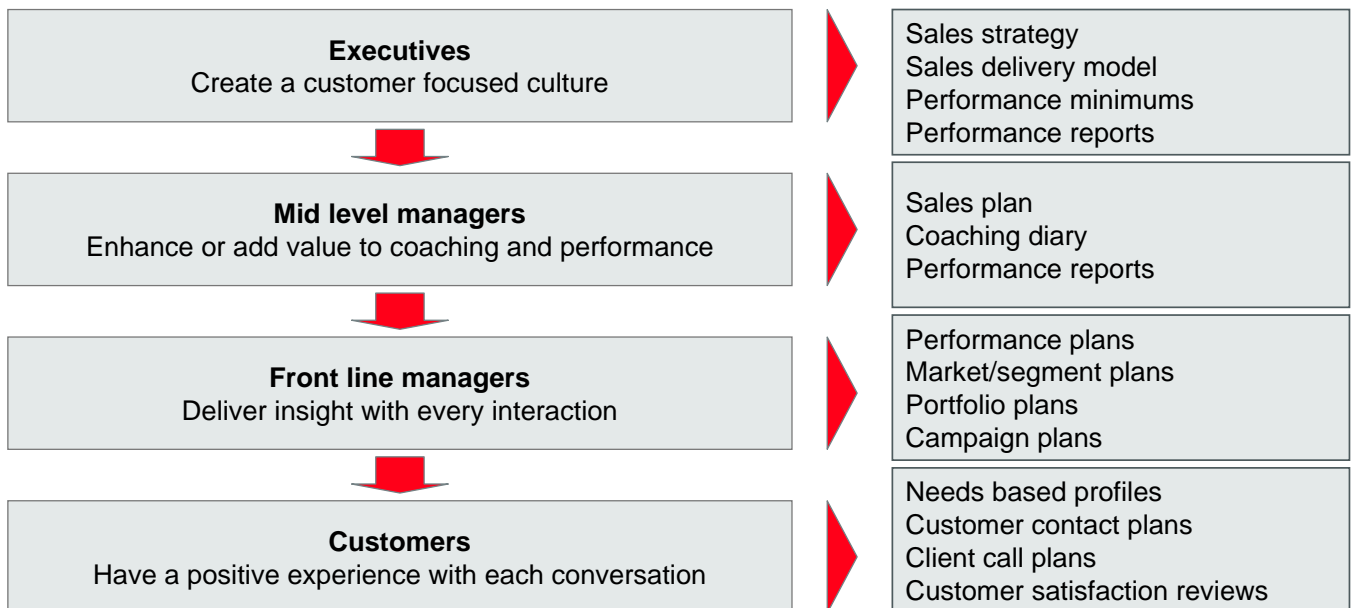 Executives
Create a customer focused culture
Sales strategy
Sales delivery model
Performance minimums
Performance reports
Mid level managers
Enhance or add value to coaching and performance
Sales plan
Coaching diary
Performance reports
Front line managers
Deliver insight with every interaction
Performance plans
Market/segment plans
Portfolio plans
Campaign plans
Customers
Have a positive experience with each conversation
Needs based profiles
Customer contact plans
Client call plans
Customer satisfaction reviews